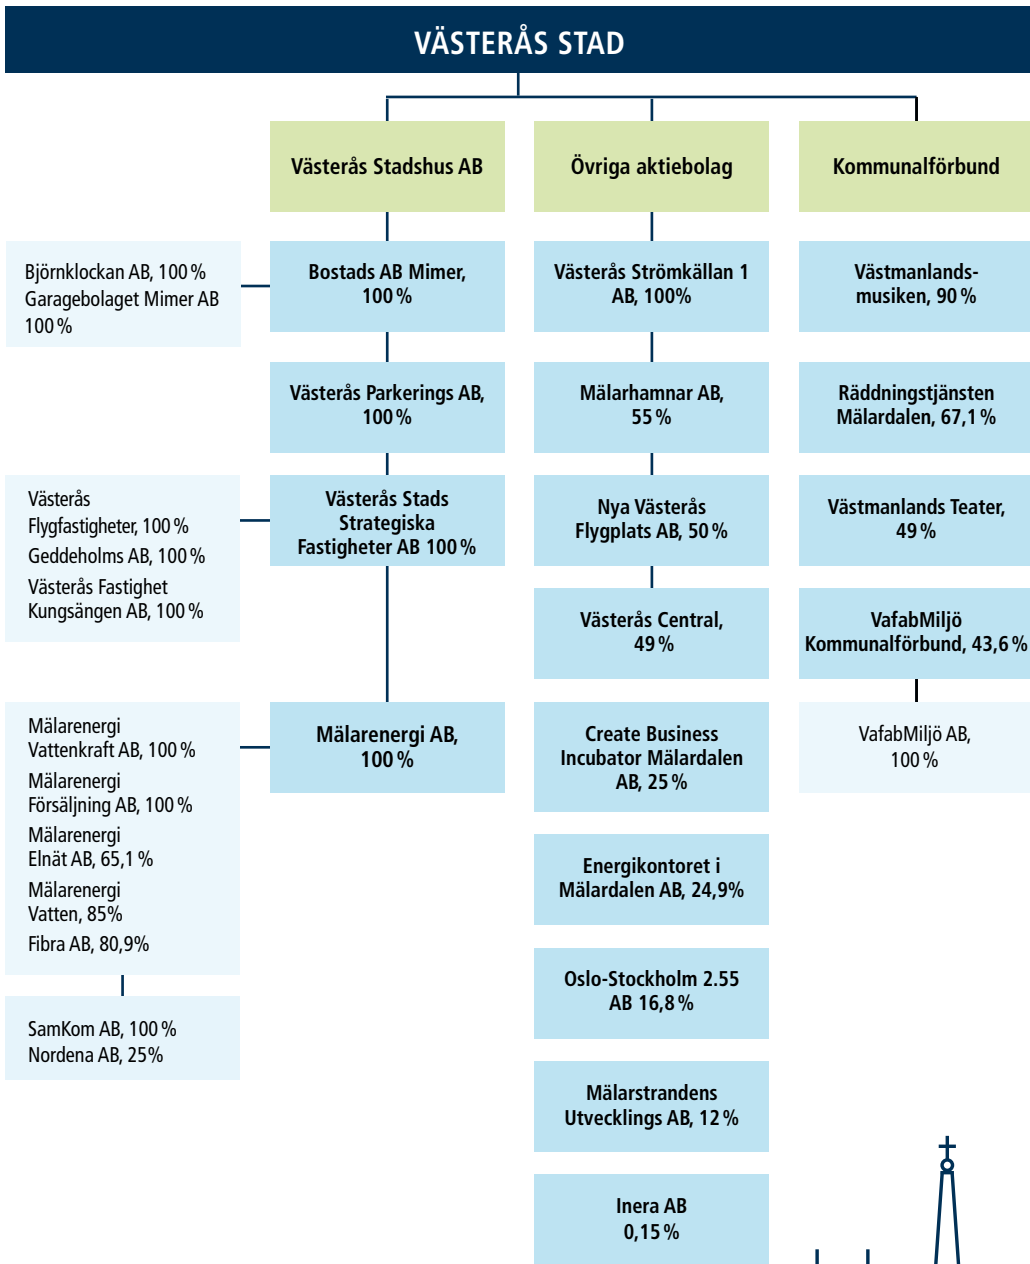 VÄSTERÅS STAD
Västerås Stadshus AB
Övriga aktiebolag
Kommunalförbund
Björnklockan AB, 100 %
Garagebolaget Mimer AB
100 %
Bostads AB Mimer,
100 %
Västerås Strömkällan 1
AB, 100%
Västmanlands-
musiken, 90 %
Västerås Parkerings AB,
100 %
Mälarhamnar AB,
55 %
Räddningstjänsten
Mälardalen, 67,1 %
Västerås
Flygfastigheter, 100 %
Geddeholms AB, 100 %
Västerås Fastighet
Kungsängen AB, 100 %
Västerås Stads
Strategiska
Fastigheter AB 100 %
Nya Västerås
Flygplats AB, 50 %
Västmanlands Teater,
49 %
Västerås Central,
49 %
VafabMiljö
Kommunalförbund, 43,6 %
Mälarenergi
Vattenkraft AB, 100 %
Mälarenergi
Försäljning AB, 100 %
Mälarenergi
Elnät AB, 65,1 %
Mälarenergi
Vatten, 85%
Fibra AB, 80,9%
Mälarenergi AB,
100 %
Create Business
Incubator Mälardalen
AB, 25 %
VafabMiljö AB,
100 %
Energikontoret i
Mälardalen AB, 24,9%
SamKom AB, 100 %
Nordena AB, 25%
Oslo-Stockholm 2.55
AB 16,8 %
Mälarstrandens
Utvecklings AB, 12 %
Inera AB
0,15 %